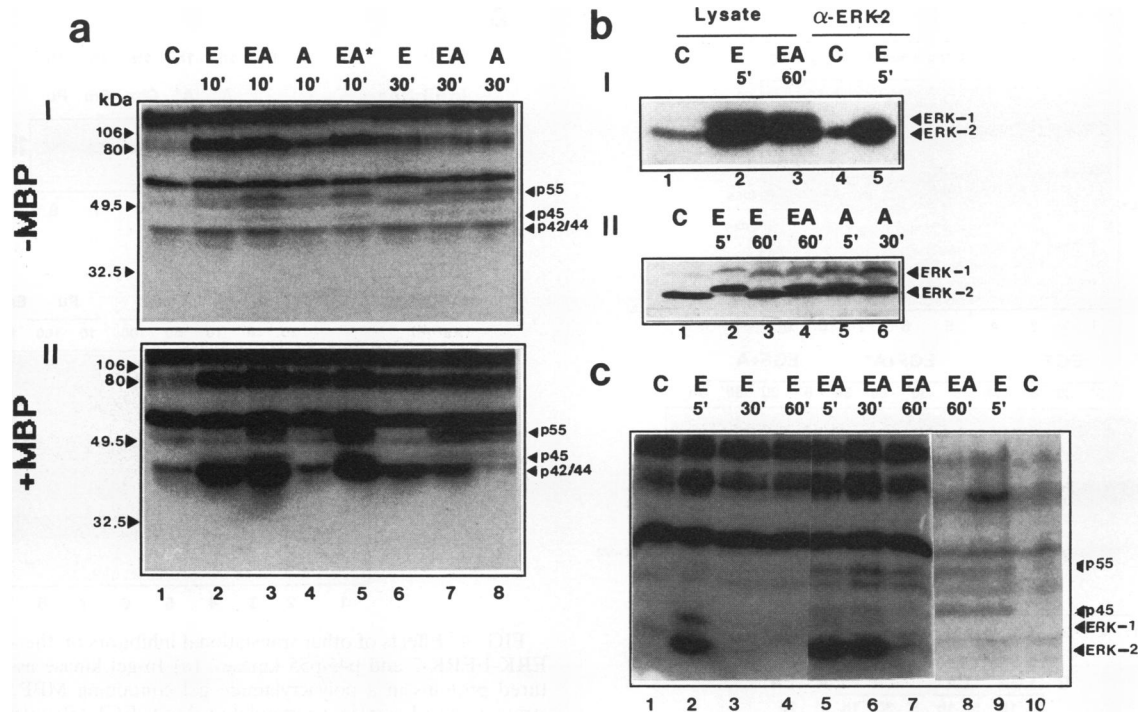 a
C E EA A EA* E EA A
10' 10' 10' 10' 30' 30' 30'
kDa
I
-MBP
106
80
49.5
32.5
p55
p45
p42/44
II
+MBP
106
80
49.5
32.5
p55
p45
p42/44
1 2 3 4 5 6 7 8
b
Lysate α-ERK-2
C E EA C E
5' 60' 5'
I
ERK-1
ERK-2
1 2 3 4 5
II
C E E EA A A
5' 60' 60' 5' 30'
ERK-1
ERK-2
1 2 3 4 5 6
c
C E E E EA EA EA EA E C
5' 30' 60' 5' 30' 60' 60' 5'
p55
p45
ERK-1
ERK-2
1 2 3 4 5 6 7 8 9 10